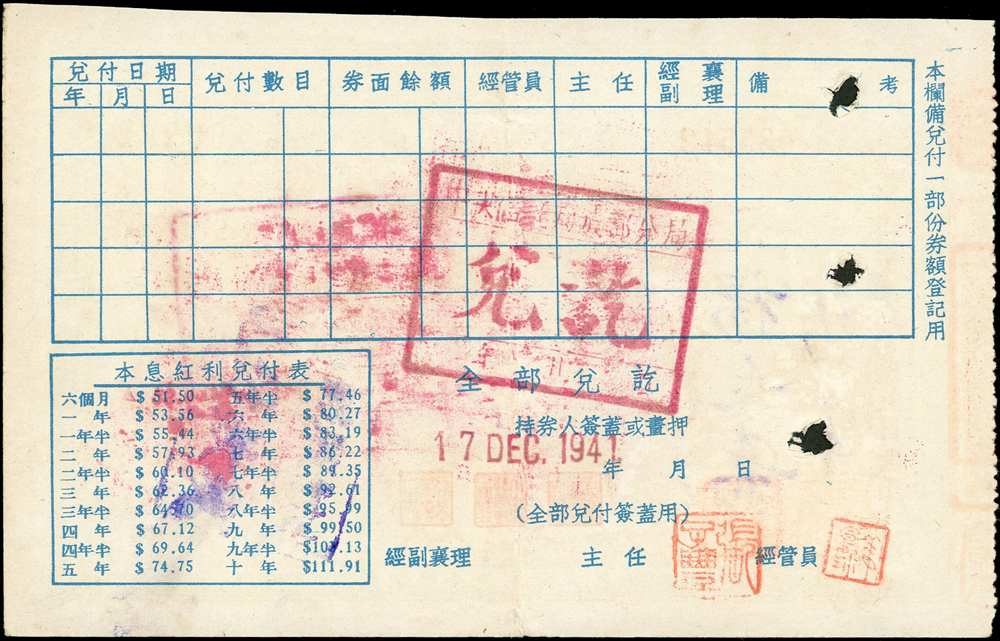 兌付日期
年 月 日
兌付數目
券面餘額
經管員
主任
經襄
副理
備考
本欄備兌付一部份券額登記用
兌訖
本息紅利兌付表
六個月 $ 51.50 五年半 $ 77.46
一年 $ 53.56 六年 $ 80.27
一年半 $ 55.44 六年半 $ 83.19
二年 $ 57.93 七年 $ 86.22
二年半 $ 60.10 七年半 $ 89.35
三年 $ 62.36 八年 $ 92.61
三年半 $ 64.70 八年半 $ 95.99
四年 $ 67.12 九年 $ 99.50
四年半 $ 69.64 九年半 $ 103.13
五年 $ 74.75 十年 $111.91
全部兌訖
持券人簽蓋或畫押
17 DEC. 1941
年 月 日
(全部兌付簽蓋用)
經副襄理
主任
經管員